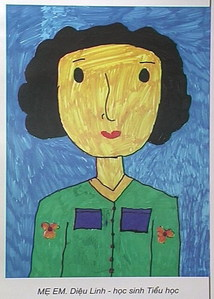 MẸ EM. Diệu Linh - học sinh Tiểu học